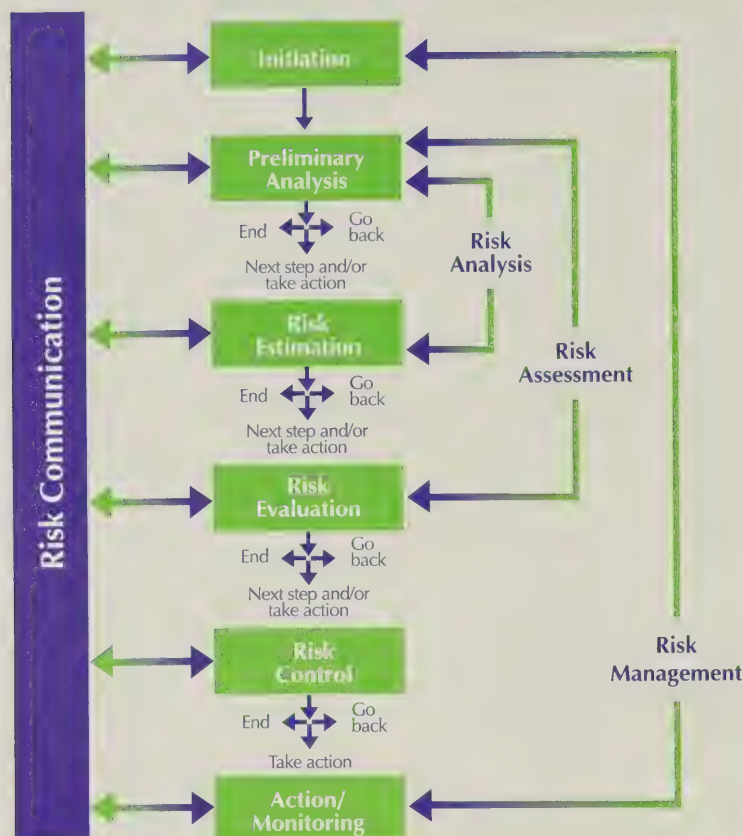 Risk Communication
Initiation
Preliminary
Analysis
End
Go
back
Next step and/or
take action
Risk
Estimation
End
Go
back
Next step and/or
take action
Risk
Evaluation
End
Go
back
Next step and/or
take action
Risk
Control
End
Go
back
Take action
Action/
Monitoring
Risk
Analysis
Risk
Assessment
Risk
Management